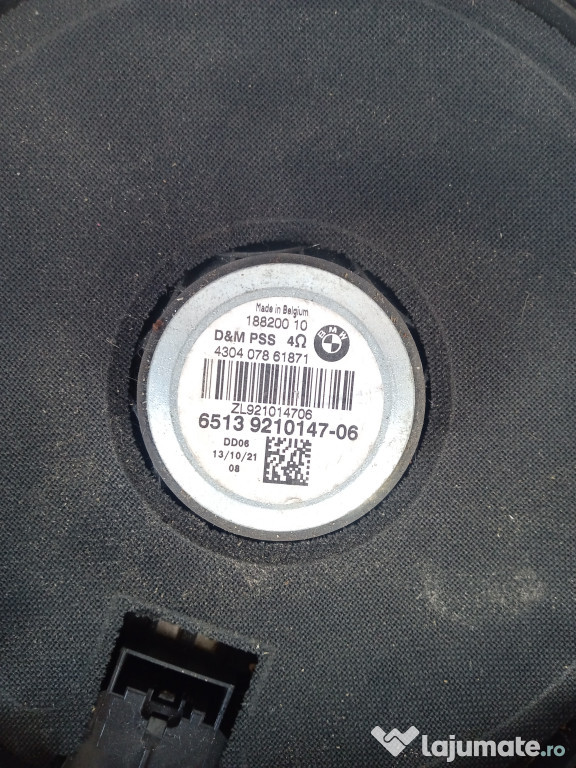 Made in Belgium
188200 10
D&M PSS 4Ω
BMW
4304 078 61871
ZL921014706
6513 9210147-06
DD06
13/10/21
08
lajumate.ro